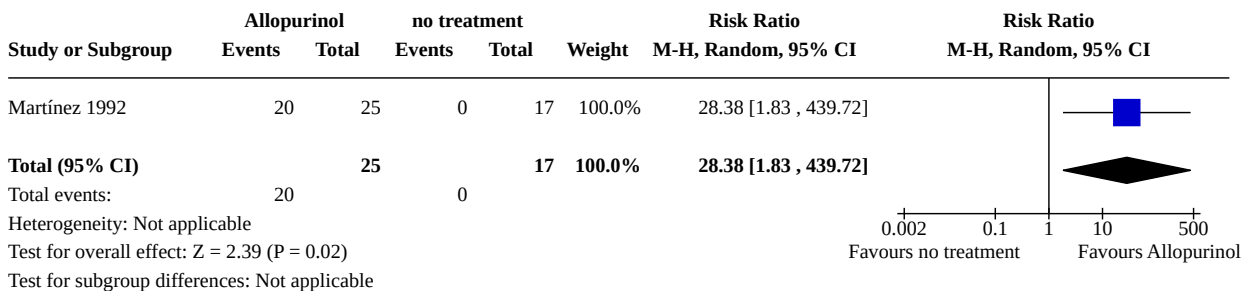 Allopurinol no treatment Risk Ratio Risk Ratio
Study or Subgroup Events Total Events Total Weight M-H, Random, 95% CI M-H, Random, 95% CI
Martínez 1992 20 25 0 17 100.0% 28.38 [1.83 , 439.72]
Total (95% CI) 25 17 100.0% 28.38 [1.83 , 439.72]
Total events: 20 0
Heterogeneity: Not applicable 0.002 0.1 1 10 500
Test for overall effect: Z = 2.39 (P = 0.02) Favours no treatment Favours Allopurinol
Test for subgroup differences: Not applicable